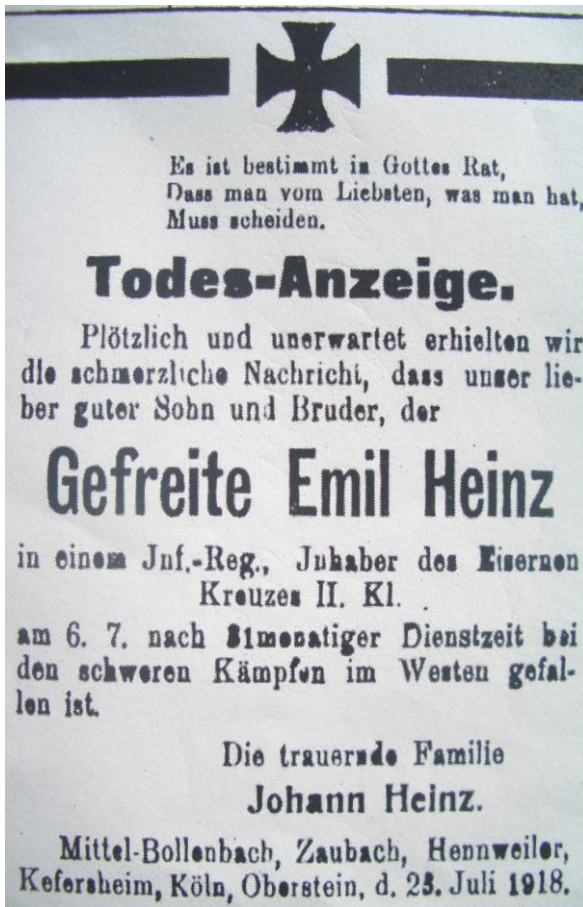 Es ist bestimmt in Gottes Rat,
Dass man vom Liebsten, was man hat,
Muss scheiden.
Todes-Anzeige.
Plötzlich und unerwartet erhielten wir
die schmerzliche Nachricht, dass unser lie-
ber guter Sohn und Bruder, der
Gefreite Emil Heinz
in einem Jnf.-Reg., Jnhaber des Eisernen
Kreuzes II. Kl.
am 6. 7. nach 31monatiger Dienstzeit bei
den schweren Kämpfen im Westen gefal-
len ist.
Die trauernde Familie
Johann Heinz.
Mittel-Bollenbach, Zaubach, Hennweiler,
Kefersheim, Köln, Oberstein, d. 25. Juli 1918.